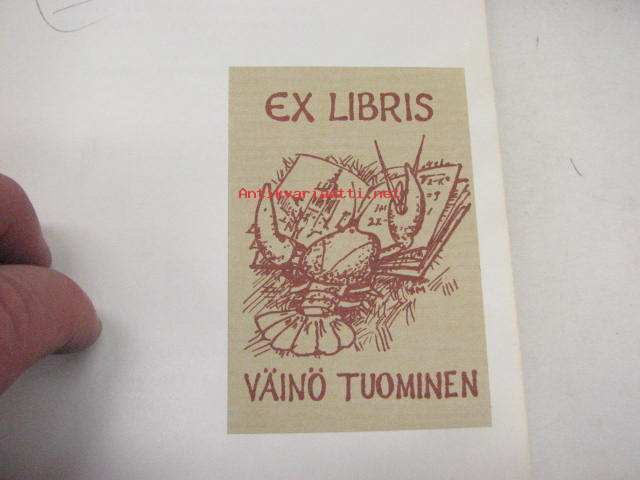 EX LIBRIS
Antikvariaatti.net
VÄINÖ TUOMINEN